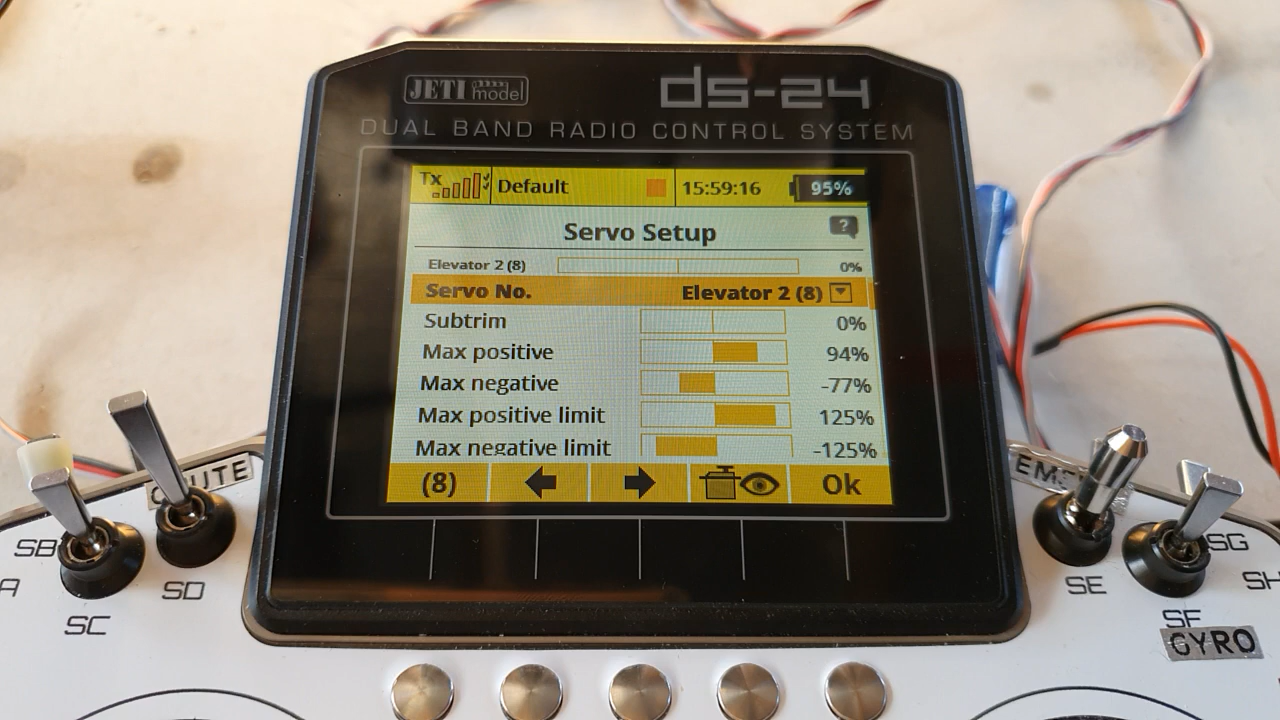 JETI model
ds-24
DUAL BAND RADIO CONTROL SYSTEM
Tx Default 15:59:16 95%
Servo Setup ?
Elevator 2 (8) 0%
Servo No. Elevator 2 (8)
Subtrim 0%
Max positive 94%
Max negative -77%
Max positive limit 125%
Max negative limit -125%
(8) Ok
SB
SD
SC
A
SE
SG
SH
SF
GYRO